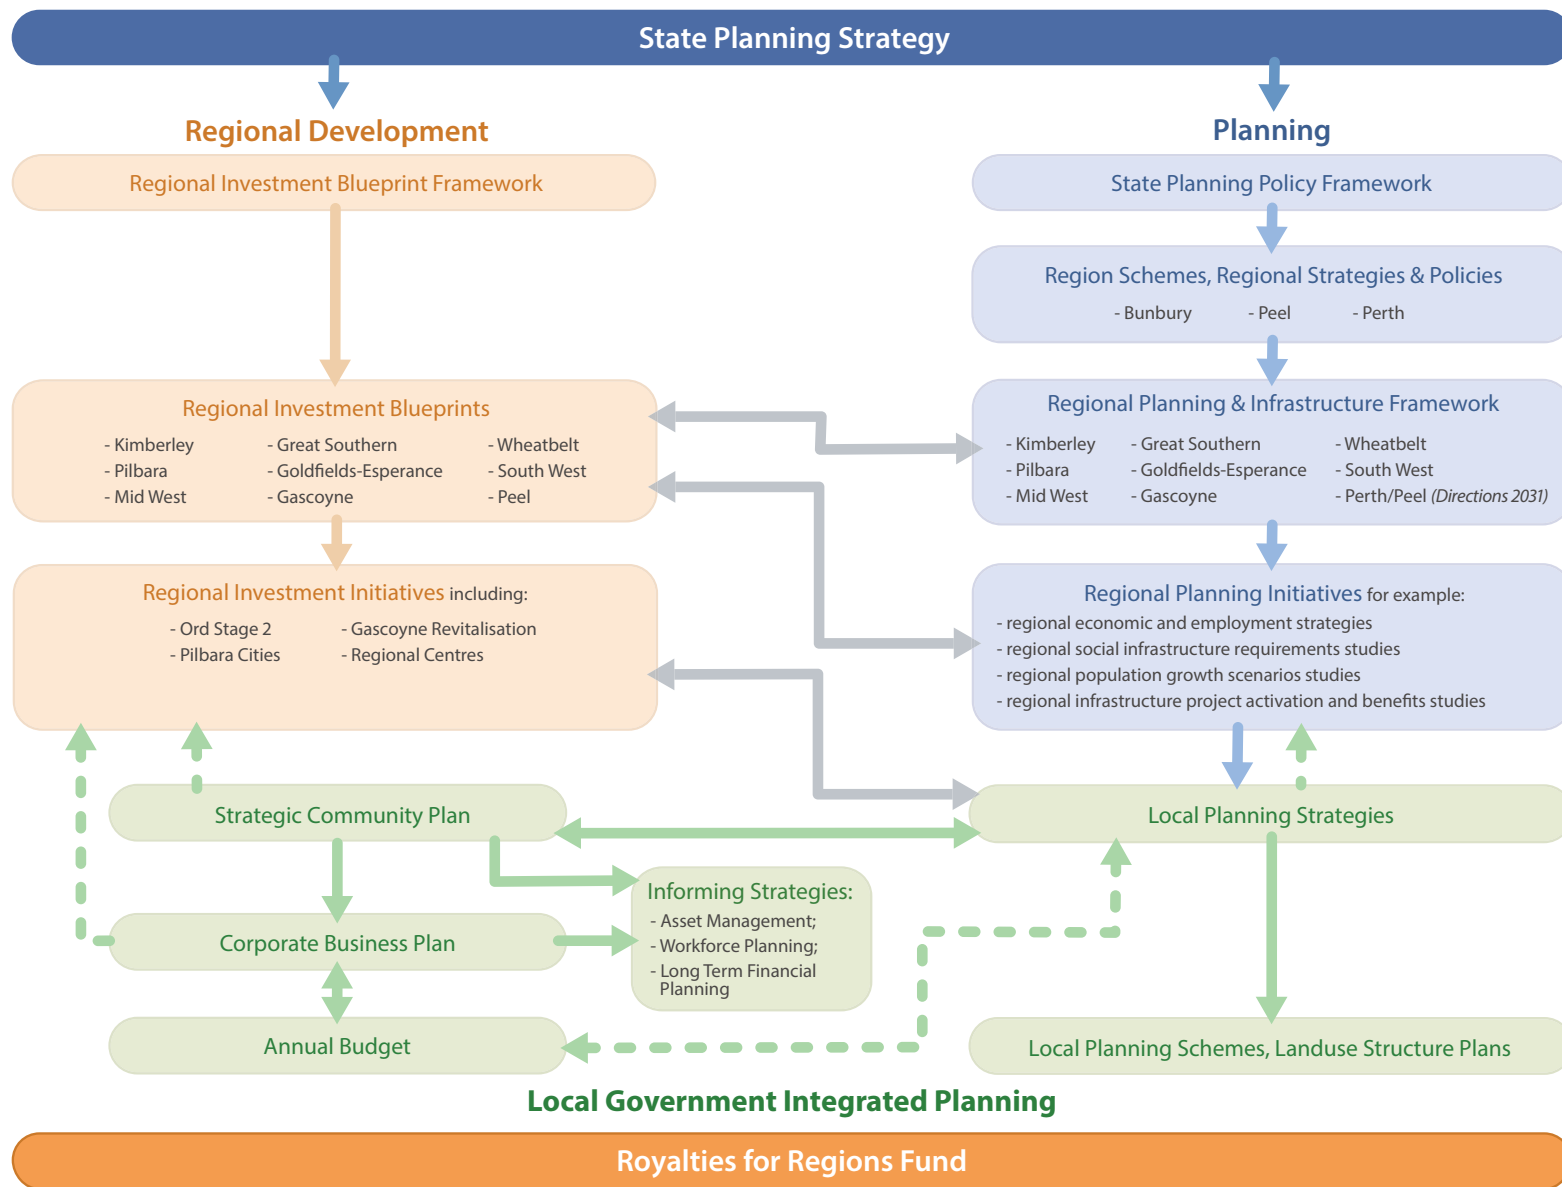 State Planning Strategy
Regional Development
Planning
Regional Investment Blueprint Framework
State Planning Policy Framework
Region Schemes, Regional Strategies & Policies
- Bunbury - Peel - Perth
Regional Investment Blueprints
- Kimberley - Great Southern - Wheatbelt
- Pilbara - Goldfields-Esperance - South West
- Mid West - Gascoyne - Peel
Regional Planning & Infrastructure Framework
- Kimberley - Great Southern - Wheatbelt
- Pilbara - Goldfields-Esperance - South West
- Mid West - Gascoyne - Perth/Peel (Directions 2031)
Regional Investment Initiatives including:
- Ord Stage 2 - Gascoyne Revitalisation
- Pilbara Cities - Regional Centres
Regional Planning Initiatives for example:
- regional economic and employment strategies
- regional social infrastructure requirements studies
- regional population growth scenarios studies
- regional infrastructure project activation and benefits studies
Strategic Community Plan
Local Planning Strategies
Informing Strategies:
- Asset Management;
- Workforce Planning;
- Long Term Financial
Planning
Corporate Business Plan
Annual Budget
Local Planning Schemes, Landuse Structure Plans
Local Government Integrated Planning
Royalties for Regions Fund